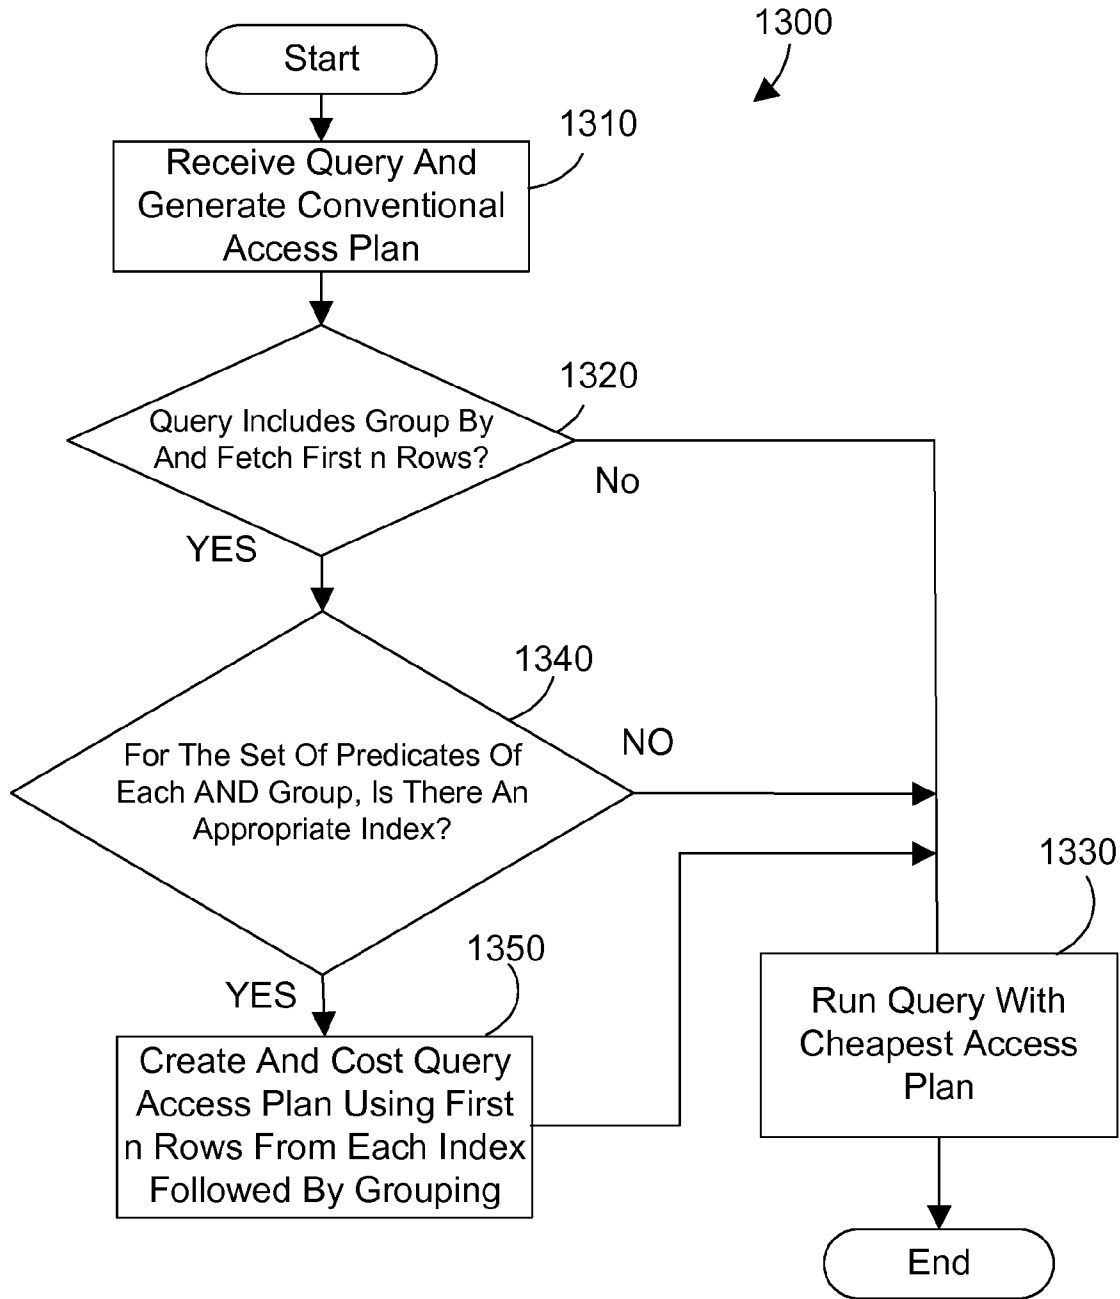 1300
Start
1310
Receive Query And
Generate Conventional
Access Plan
1320
Query Includes Group By
And Fetch First n Rows?
No
YES
1340
For The Set Of Predicates Of
Each AND Group, Is There An
Appropriate Index?
NO
1330
1350
YES
Run Query With
Cheapest Access
Plan
Create And Cost Query
Access Plan Using First
n Rows From Each Index
Followed By Grouping
End